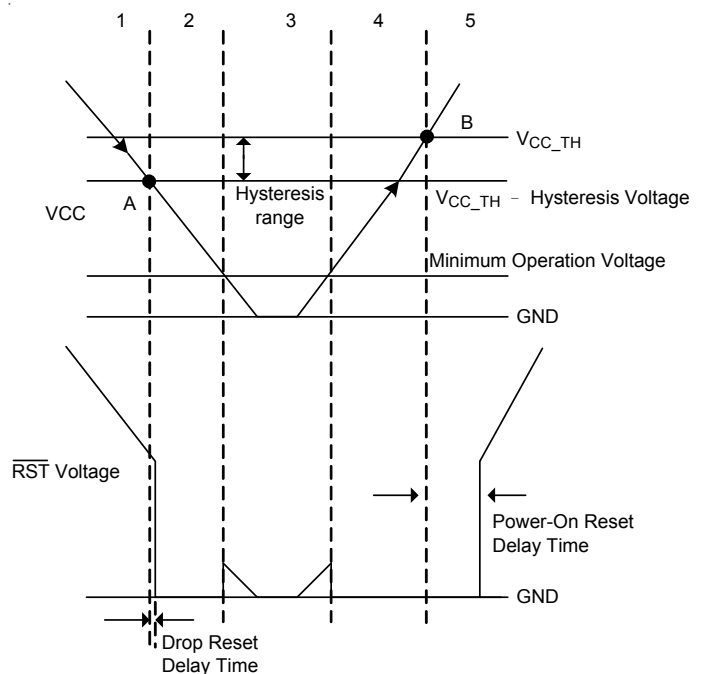 1 2 3 4 5
B
V_CC_TH
A
Hysteresis
range
VCC
V_CC_TH – Hysteresis Voltage
Minimum Operation Voltage
GND
R̅S̅T̅ Voltage
Power-On Reset
Delay Time
GND
Drop Reset
Delay Time